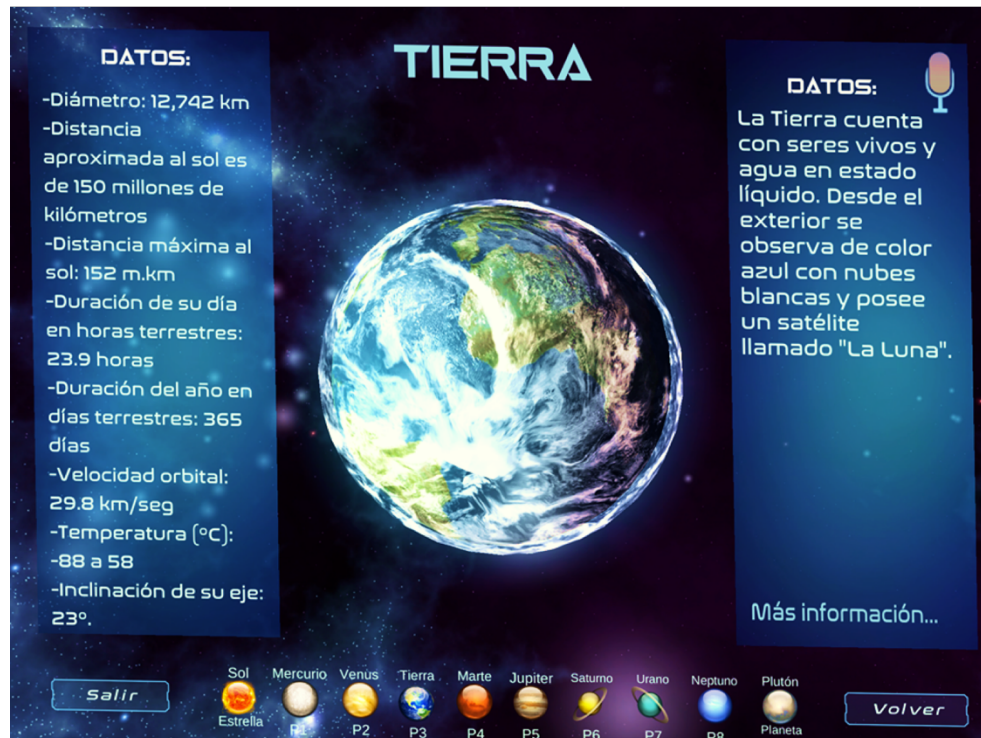 TIERRA
DATOS:
-Diámetro: 12,742 km
-Distancia
aproximada al sol es
de 150 millones de
kilómetros
-Distancia máxima al
sol: 152 m.km
-Duración de su día
en horas terrestres:
23.9 horas
-Duración del año en
días terrestres: 365
días
-Velocidad orbital:
29.8 km/seg
-Temperatura (ºC):
-88 a 58
-Inclinación de su eje:
23º.
DATOS:
La Tierra cuenta
con seres vivos y
agua en estado
líquido. Desde el
exterior se
observa de color
azul con nubes
blancas y posee
un satélite
llamado "La Luna".
Más información...
Salir
Sol Mercurio Venus Tierra Marte Jupiter Saturno Urano Neptuno Plutón
Estrella P1 P2 P3 P4 P5 P6 P7 P8 Planeta
Volver